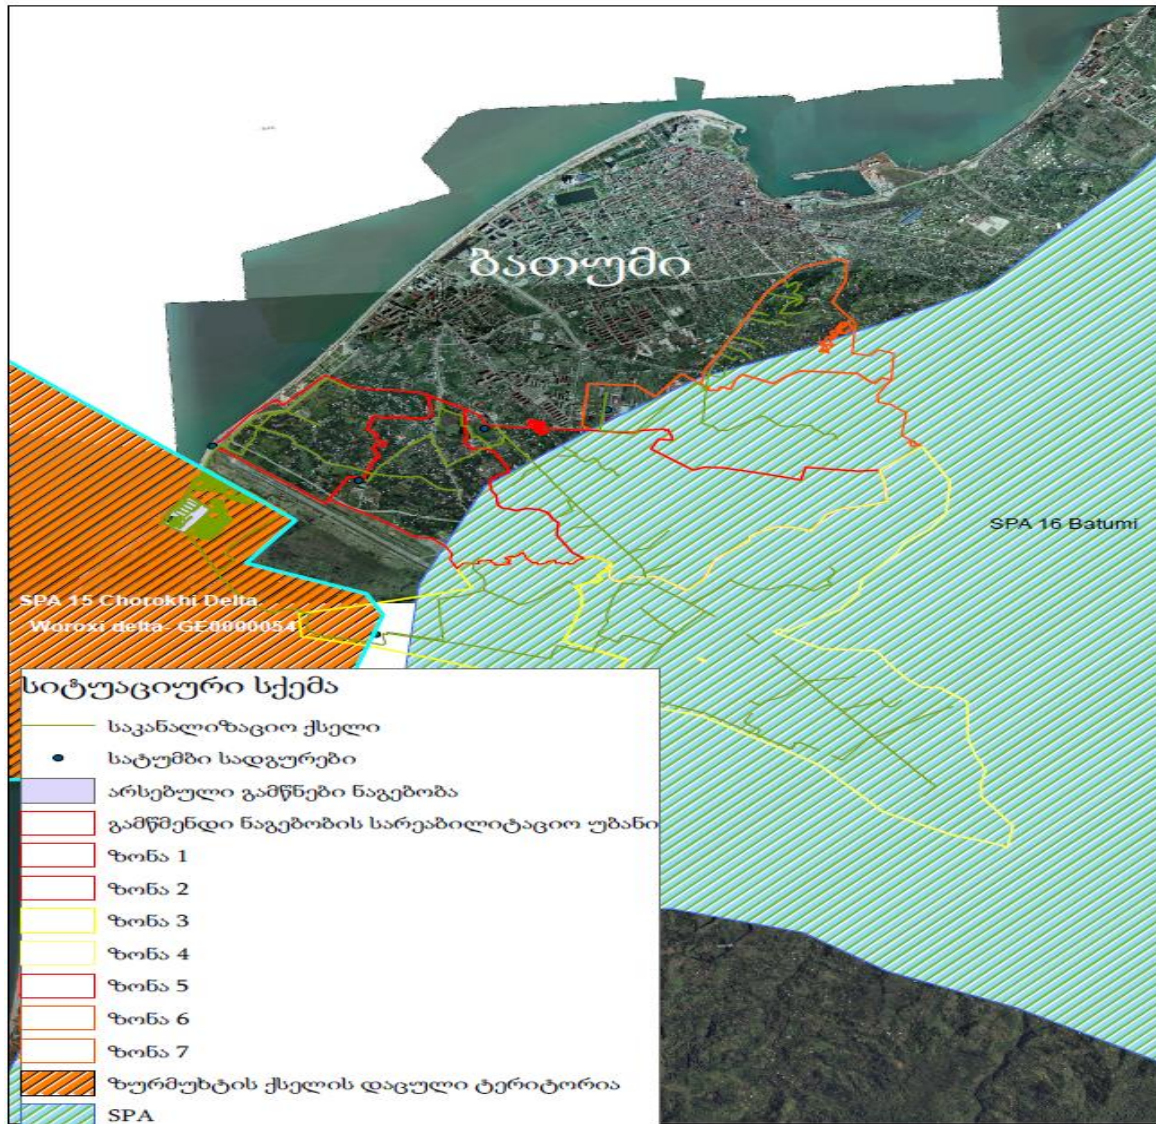 ბათუმი
SPA 16 Batumi
SPA 15 Chorokhi Delta
Woroxi delta- GE8000054
სიტუაციური სქემა
საკანალიზაციო ქსელი
სატუმბი სადგურები
არსებული გამწნები ნაგებობა
გამწმენდი ნაგებობის სარეაბილიტაციო უბანი
ზონა 1
ზონა 2
ზონა 3
ზონა 4
ზონა 5
ზონა 6
ზონა 7
ზურმუხტის ქსელის დაცული ტერიტორია
SPA